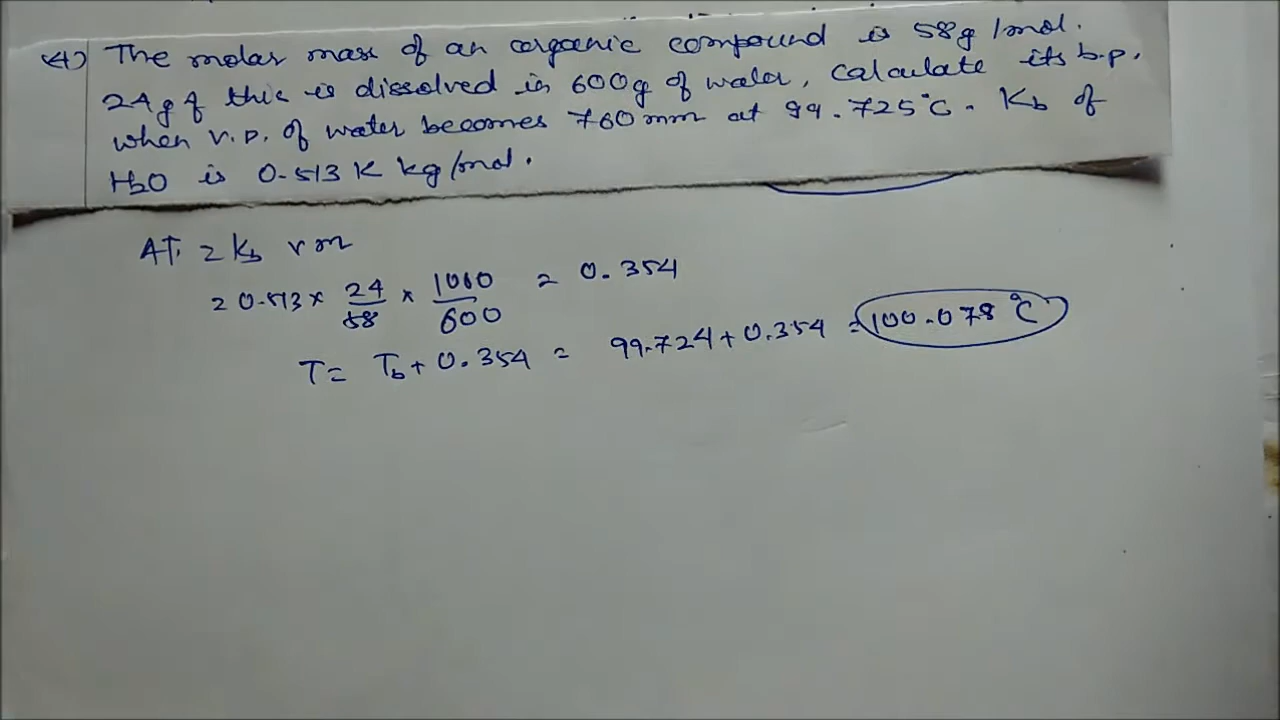 4) The molar mass of an organic compound is 58g/mol.
24g of this is dissolved in 600g of water, calculate its b.p.
when v.p. of water becomes 760mm at 99.725°C. Kb of
H2O is 0.513 K kg/mol.
ΔTb = Kb × m
= 0.513 × 24/58 × 1000/600 = 0.354
T = Tb + 0.354 = 99.724 + 0.354 = 100.078°C